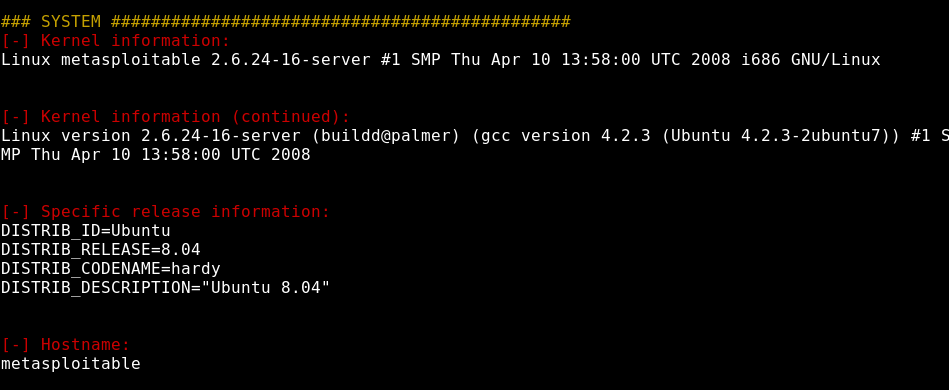 ### SYSTEM ##############################################
[-] Kernel information:
Linux metasploitable 2.6.24-16-server #1 SMP Thu Apr 10 13:58:00 UTC 2008 i686 GNU/Linux
[-] Kernel information (continued):
Linux version 2.6.24-16-server (buildd@palmer) (gcc version 4.2.3 (Ubuntu 4.2.3-2ubuntu7)) #1 S
MP Thu Apr 10 13:58:00 UTC 2008
[-] Specific release information:
DISTRIB_ID=Ubuntu
DISTRIB_RELEASE=8.04
DISTRIB_CODENAME=hardy
DISTRIB_DESCRIPTION="Ubuntu 8.04"
[-] Hostname:
metasploitable